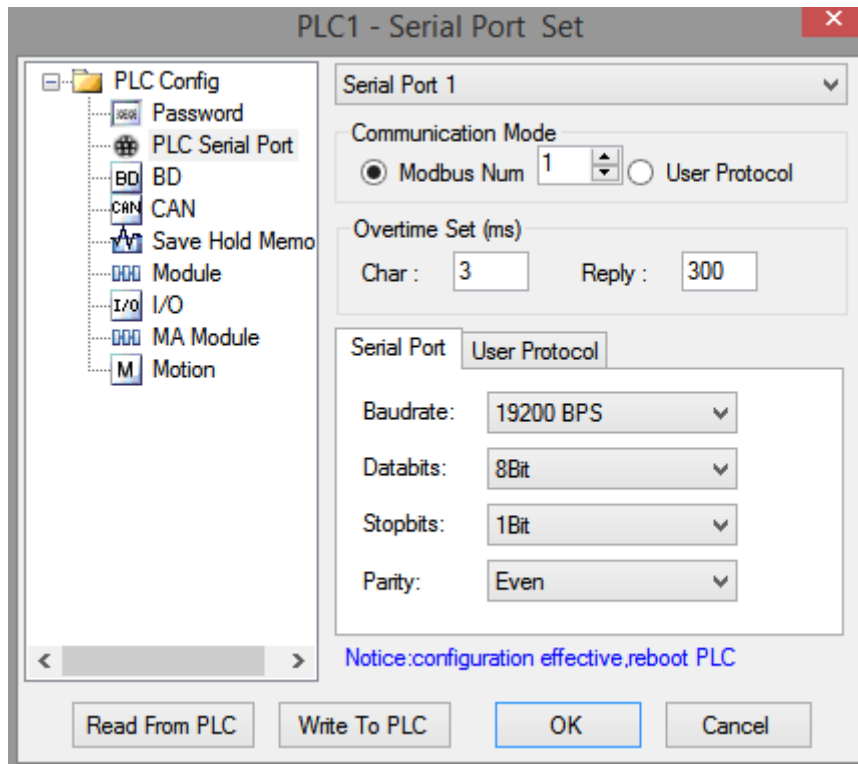 PLC1 - Serial Port Set
PLC Config
Password
PLC Serial Port
BD BD
CAN CAN
Save Hold Memo
Module
I/O I/O
MA Module
M Motion
Serial Port 1
Communication Mode
Modbus Num 1 User Protocol
Overtime Set (ms)
Char : 3 Reply : 300
Serial Port User Protocol
Baudrate: 19200 BPS
Databits: 8Bit
Stopbits: 1Bit
Parity: Even
Notice:configuration effective,reboot PLC
Read From PLC Write To PLC OK Cancel